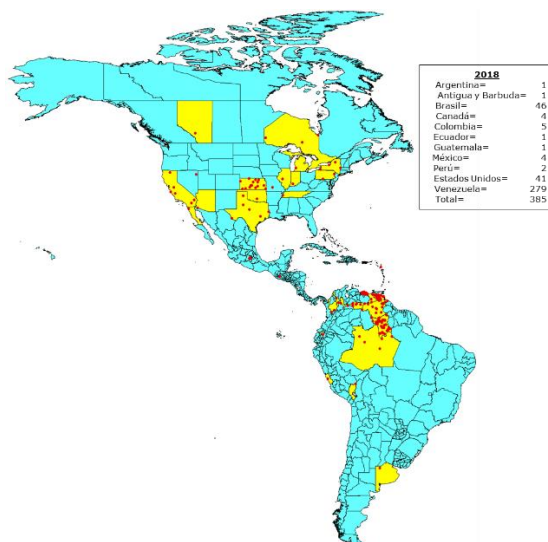 2018
Argentina= 1
Antigua y Barbuda= 1
Brasil= 46
Canadá= 4
Colombia= 5
Ecuador= 1
Guatemala= 1
México= 4
Perú= 2
Estados Unidos= 41
Venezuela= 279
Total= 385